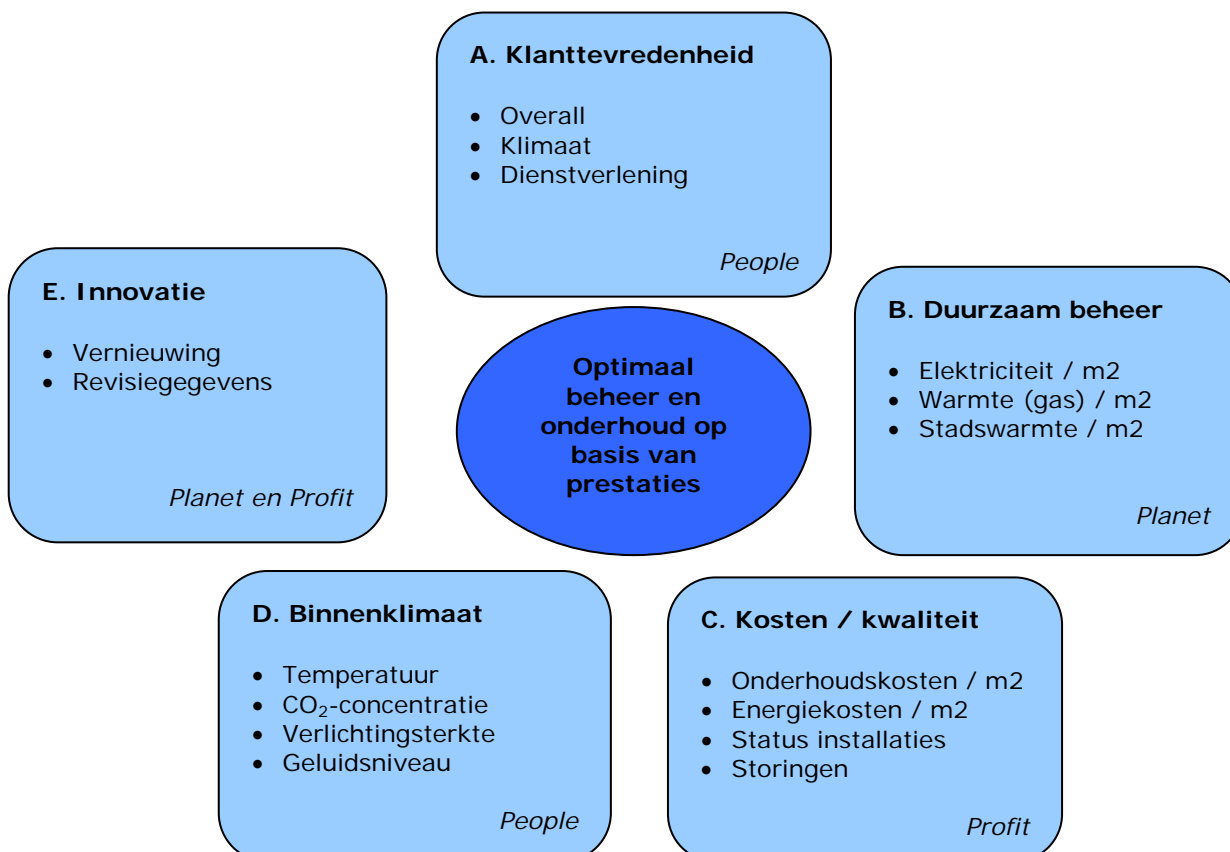 A. Klanttevredenheid
• Overall
• Klimaat
• Dienstverlening
People
E. Innovatie
• Vernieuwing
• Revisiegegevens
Planet en Profit
Optimaal
beheer en
onderhoud op
basis van
prestaties
B. Duurzaam beheer
• Elektriciteit / m2
• Warmte (gas) / m2
• Stadswarmte / m2
Planet
D. Binnenklimaat
• Temperatuur
• CO₂-concentratie
• Verlichtingsterkte
• Geluidsniveau
People
C. Kosten / kwaliteit
• Onderhoudskosten / m2
• Energiekosten / m2
• Status installaties
• Storingen
Profit